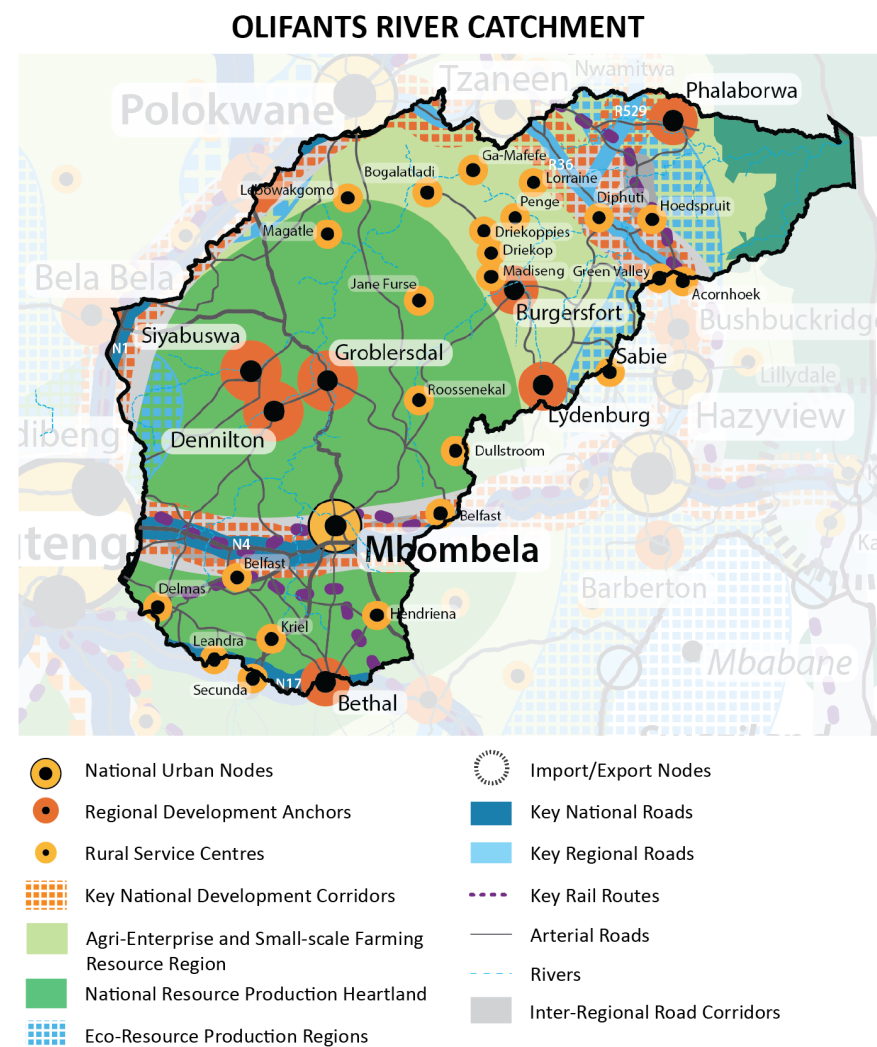 OLIFANTS RIVER CATCHMENT
Tzaneen
Nwamitwa
Polokwane
Phalaborwa
R529
Ga-Mafefe
R36
Bogalatladi
Lorraine
Lebowakgomo
Penge
Diphuti
Hoedspruit
Magatle
Driekoppies
Driekop
Bela Bela
Madiseng
Green Valley
Jane Furse
Acornhoek
Burgersfort
Bushbuckridge
Siyabuswa
N1
Groblersdal
Sabie
Lillydale
Roossenekal
Lydenburg
Hazyview
dibeng
Dennilton
Dullstroom
Belfast
uteng
N4
Mbombela
Belfast
Delmas
Barberton
Hendriena
Kriel
Leandra
Mbabane
Secunda
N17
Bethal
National Urban Nodes
Regional Development Anchors
Rural Service Centres
Key National Development Corridors
Agri-Enterprise and Small-scale Farming
Resource Region
National Resource Production Heartland
Eco-Resource Production Regions
Import/Export Nodes
Key National Roads
Key Regional Roads
Key Rail Routes
Arterial Roads
Rivers
Inter-Regional Road Corridors